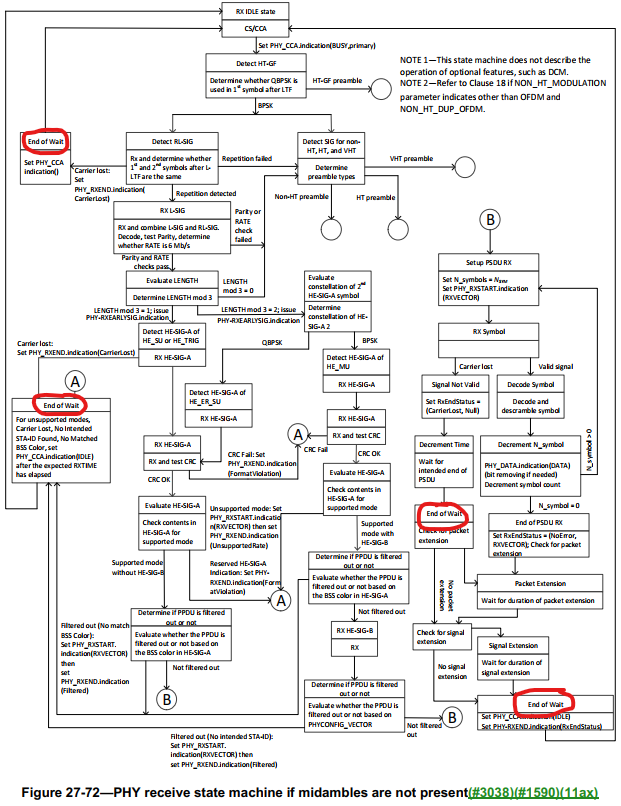 RX IDLE state
CS/CCA
Set PHY_CCA.indication(BUSY,primary)
Detect HT-GF
Determine whether QBPSK is
used in 1st symbol after LTF
HT-GF preamble
BPSK
NOTE 1—This state machine does not describe the
operation of optional features, such as DCM.
NOTE 2—Refer to Clause 18 if NON_HT_MODULATION
parameter indicates other than OFDM and
NON_HT_DUP_OFDM.
End of Wait
Set PHY_CCA
indication()
Carrier lost:
Set
PHY_RXEND.indication(
CarrierLost)
Detect RL-SIG
Rx and determine whether
1st and 2nd symbols after L-
LTF are the same
Repetition failed
Repetition detected
Detect SIG for non-
HT, HT, and VHT
Determine
preamble types
VHT preamble
Non-HT preamble
HT preamble
RX L-SIG
RX and combine L-SIG and RL-SIG.
Decode, test Parity, determine
whether RATE is 6 Mb/s
Parity or
RATE
check
failed
Parity and RATE
checks pass
Evaluate LENGTH
Determine LENGTH mod 3
LENGTH
mod 3 = 0
LENGTH mod 3 = 1; issue
PHY-RXEARLYSIG.indication
LENGTH mod 3 = 2; issue
PHY-RXEARLYSIG.indication
Evaluate
constellation of 2nd
HE-SIG-A symbol
Determine
constellation of HE-
SIG-A 2
QBPSK
BPSK
Detect HE-SIG-A of
HE_SU or HE_TRIG
RX HE-SIG-A
Detect HE-SIG-A of
HE_ER_SU
RX HE-SIG-A
Detect HE-SIG-A of
HE_MU
RX HE-SIG-A
Carrier lost:
Set PHY_RXEND.indication(CarrierLost)
A
End of Wait
For unsupported modes,
Carrier Lost, No Intended
STA-ID Found, No Matched
BSS Color, set
PHY_CCA.indication(IDLE)
after the expected RXTIME
has elapsed
RX HE-SIG-A
RX and test CRC
CRC Fail: Set
PHY_RXEND.indication
(FormatViolation)
CRC OK
A
CRC Fail
RX HE-SIG-A
RX and test CRC
CRC OK
Evaluate HE-SIG-A
Check contents in
HE-SIG-A for
supported mode
Unsupported mode: Set
PHY_RXSTART.indicatio
n(RXVECTOR) then set
PHY_RXEND.indication
(UnsupportedRate)
Reserved HE-SIG-A
Indication: Set PHY-
RXEND.indication(Form
atViolation)
A
Evaluate HE-SIG-A
Check contents in
HE-SIG-A for
supported mode
Supported
mode with
HE-SIG-B
Supported mode
without HE-SIG-B
Determine if PPDU is filtered
out or not
Evaluate whether the PPDU is
filtered out or not based on
the BSS color in HE-SIG-A
Not filtered out
B
Filtered out (No match
BSS Color):
Set PHY_RXSTART.
indication(RXVECTOR)
then
set
PHY_RXEND.indication
(Filtered)
Determine if PPDU is filtered
out or not
Evaluate whether the PPDU is
filtered out or not based on
the BSS color in HE-SIG-A
Not filtered out
RX HE-SIG-B
RX
Determine if PPDU is filtered
out or not
Evaluate whether the PPDU is
filtered out or not based on
PHYCONFIG_VECTOR
Not filtered
out
B
Filtered out (No intended STA-ID):
Set PHY_RXSTART.
indication(RXVECTOR) then
set PHY_RXEND.indication(Filtered)
B
Setup PSDU RX
Set N_symbols = NSYM
Set PHY_RXSTART.indication
(RXVECTOR)
RX Symbol
Carrier lost
Valid signal
Signal Not Valid
Set RxEndStatus =
(CarrierLost, Null)
Decode Symbol
Decode and
descramble symbol
N_symbol > 0
Decrement Time
Wait for
intended end of
PSDU
Decrement N_symbol
PHY_DATA.indication(DATA)
(bit removing if needed)
Decrement symbol count
N_symbol = 0
End of Wait
Check for packet
extension
End of PSDU RX
Set RxEndStatus = (NoError,
RXVECTOR); Check for packet
extension
No packet
extension
Packet Extension
Wait for duration of packet extension
Check for signal
extension
No signal
extension
Signal Extension
Wait for duration of
signal extension
End of Wait
Set PHY_CCA.indication(IDLE)
Set PHY-RXEND.indication(RxEndStatus)
Figure 27-72—PHY receive state machine if midambles are not present(#3038)(#1590)(11ax)